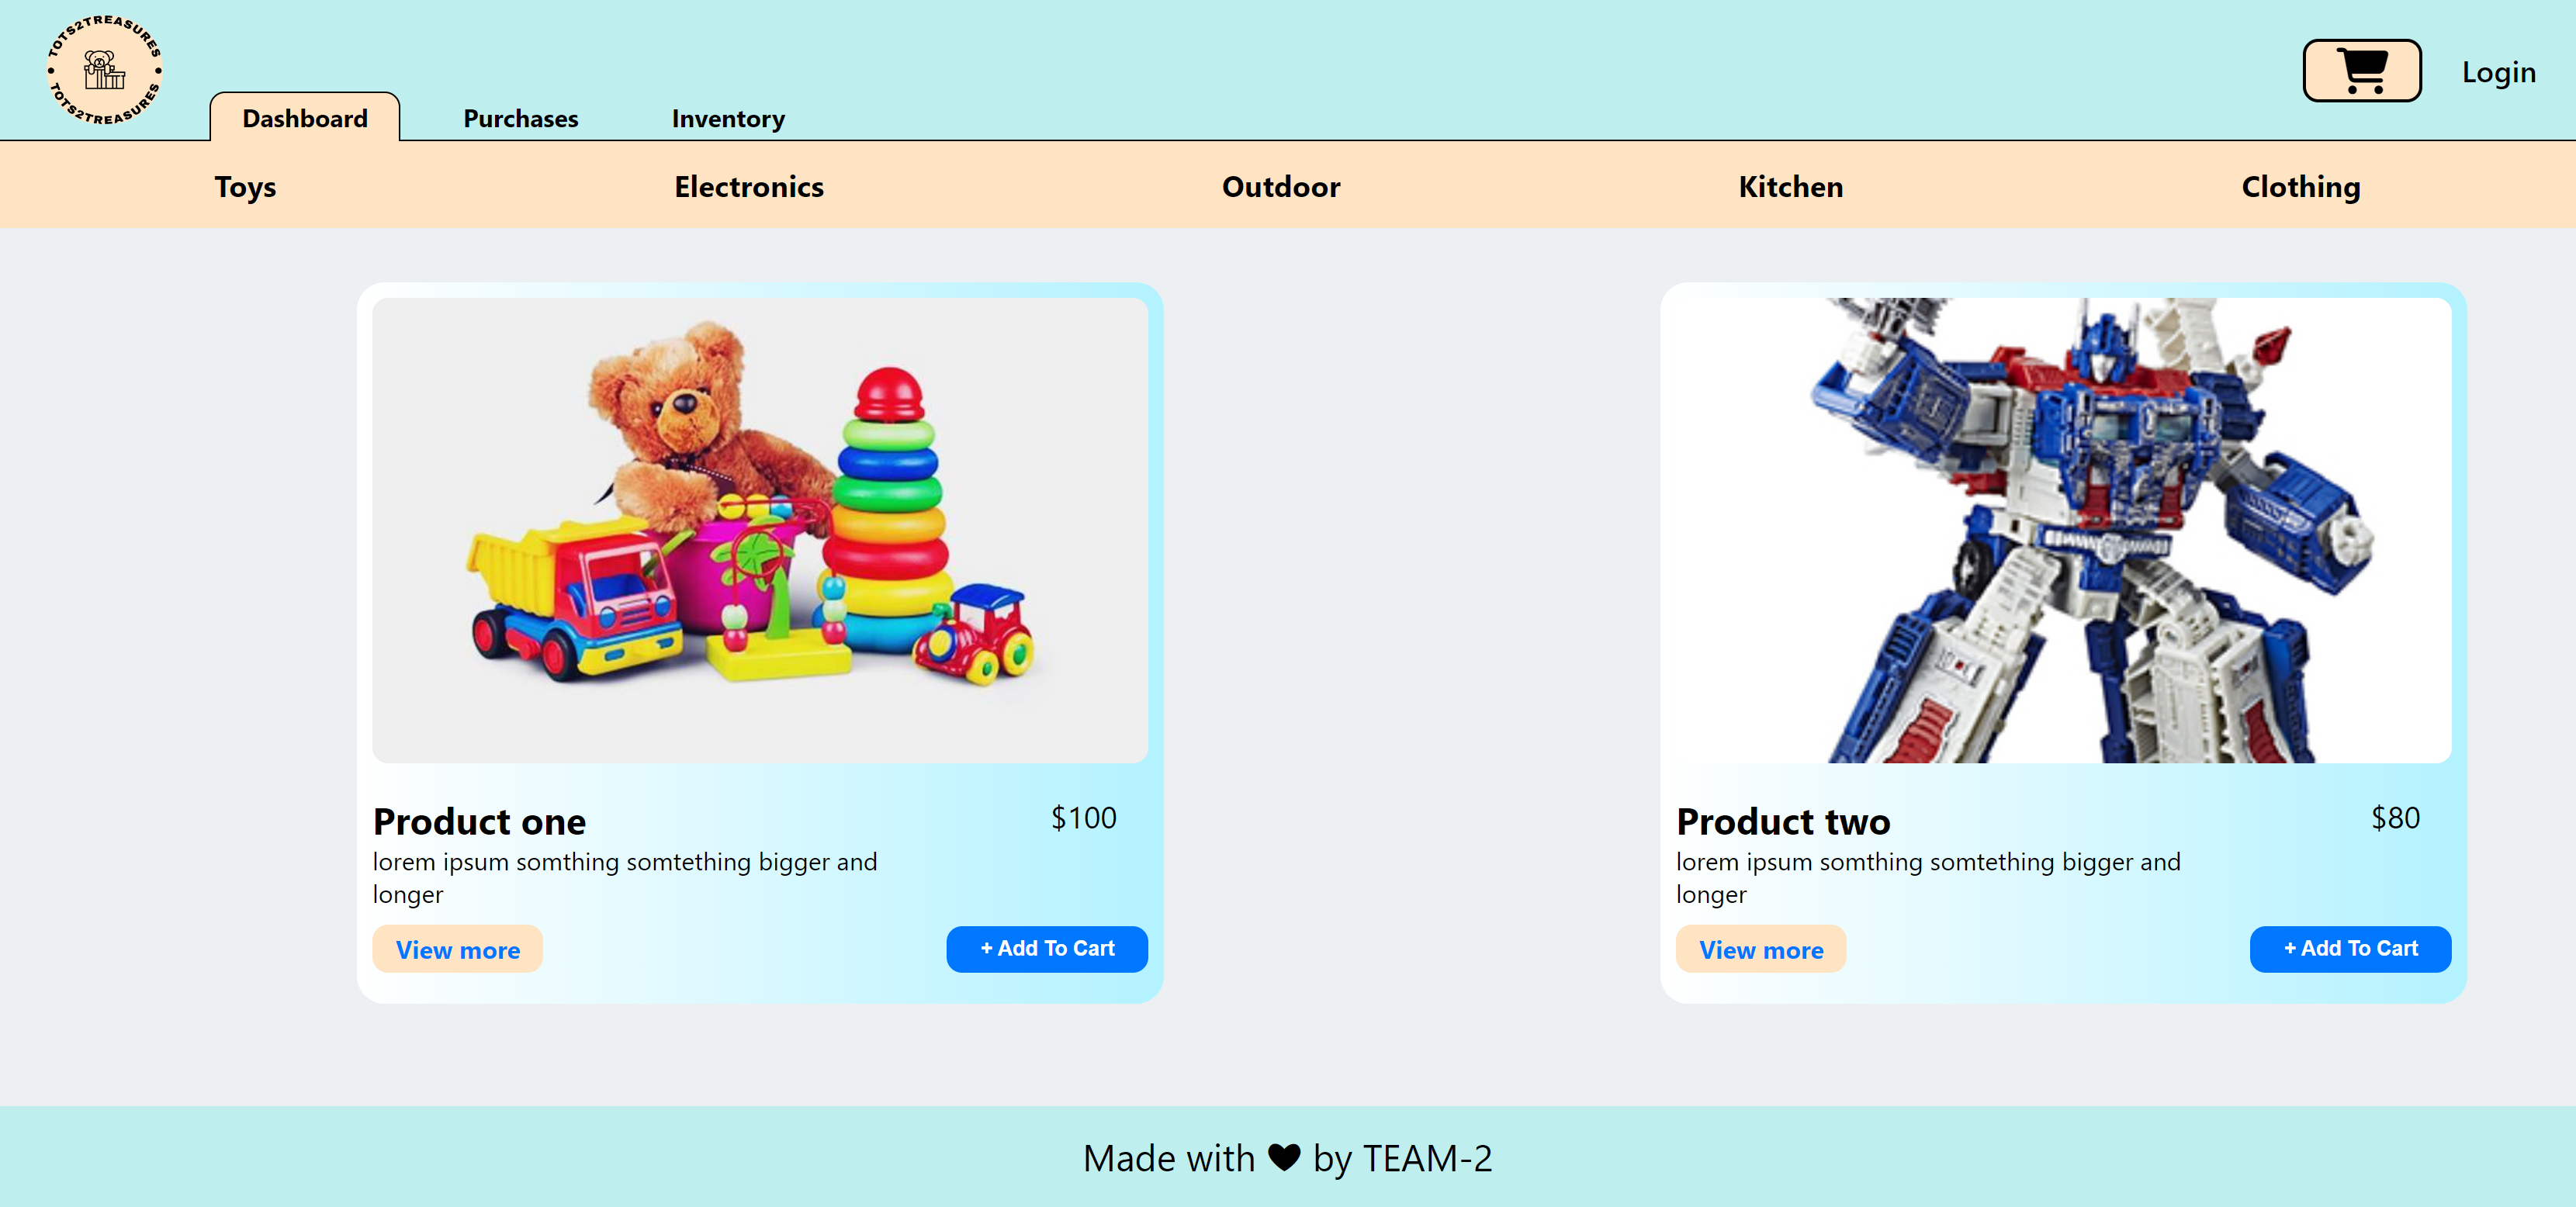 TOTS2TREASURES
TOTS2TREASURES
Dashboard Purchases Inventory
Login
Toys Electronics Outdoor Kitchen Clothing
Product one $100
lorem ipsum somthing somtething bigger and
longer
View more + Add To Cart
Product two $80
lorem ipsum somthing somtething bigger and
longer
View more + Add To Cart
Made with by TEAM-2